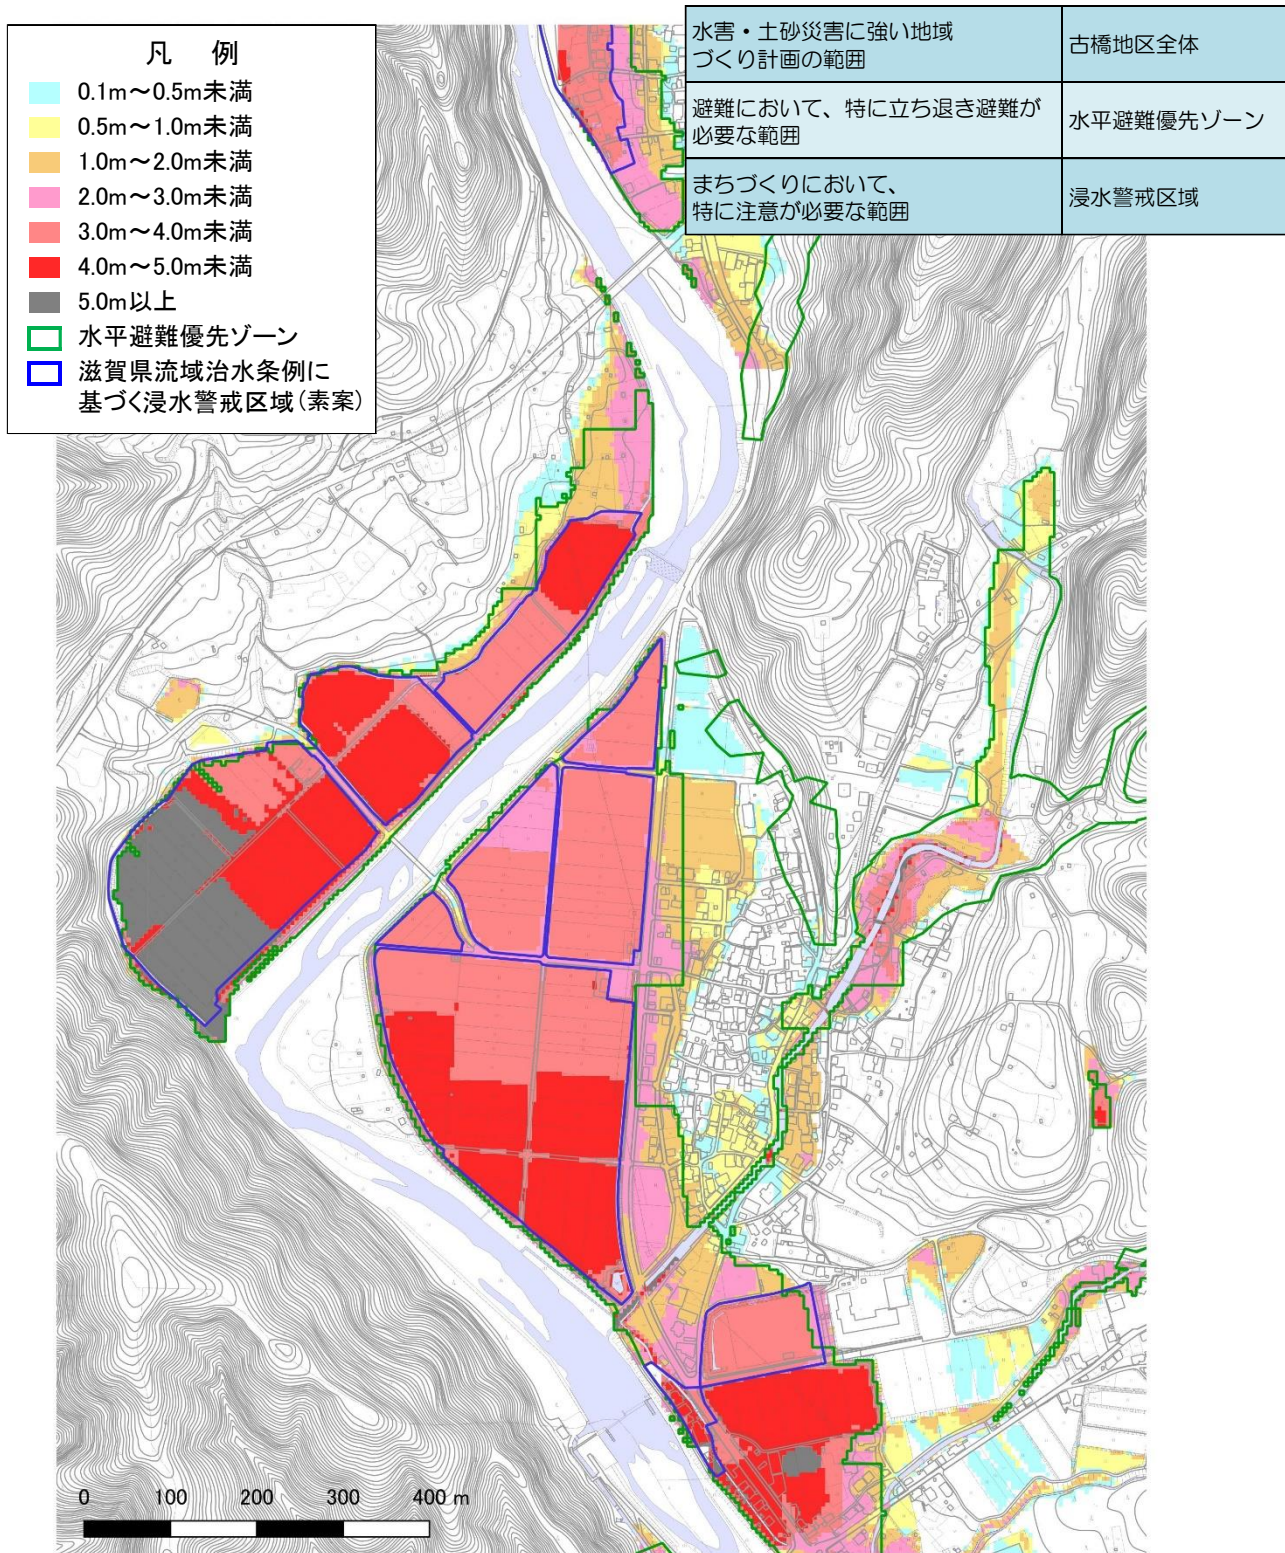 凡 例
0.1m～0.5m未満
0.5m～1.0m未満
1.0m～2.0m未満
2.0m～3.0m未満
3.0m～4.0m未満
4.0m～5.0m未満
5.0m以上
水平避難優先ゾーン
滋賀県流域治水条例に
基づく浸水警戒区域(素案)
水害・土砂災害に強い地域
づくり計画の範囲
古橋地区全体
避難において、特に立ち退き避難が
必要な範囲
水平避難優先ゾーン
まちづくりにおいて、
特に注意が必要な範囲
浸水警戒区域
0 100 200 300 400 m